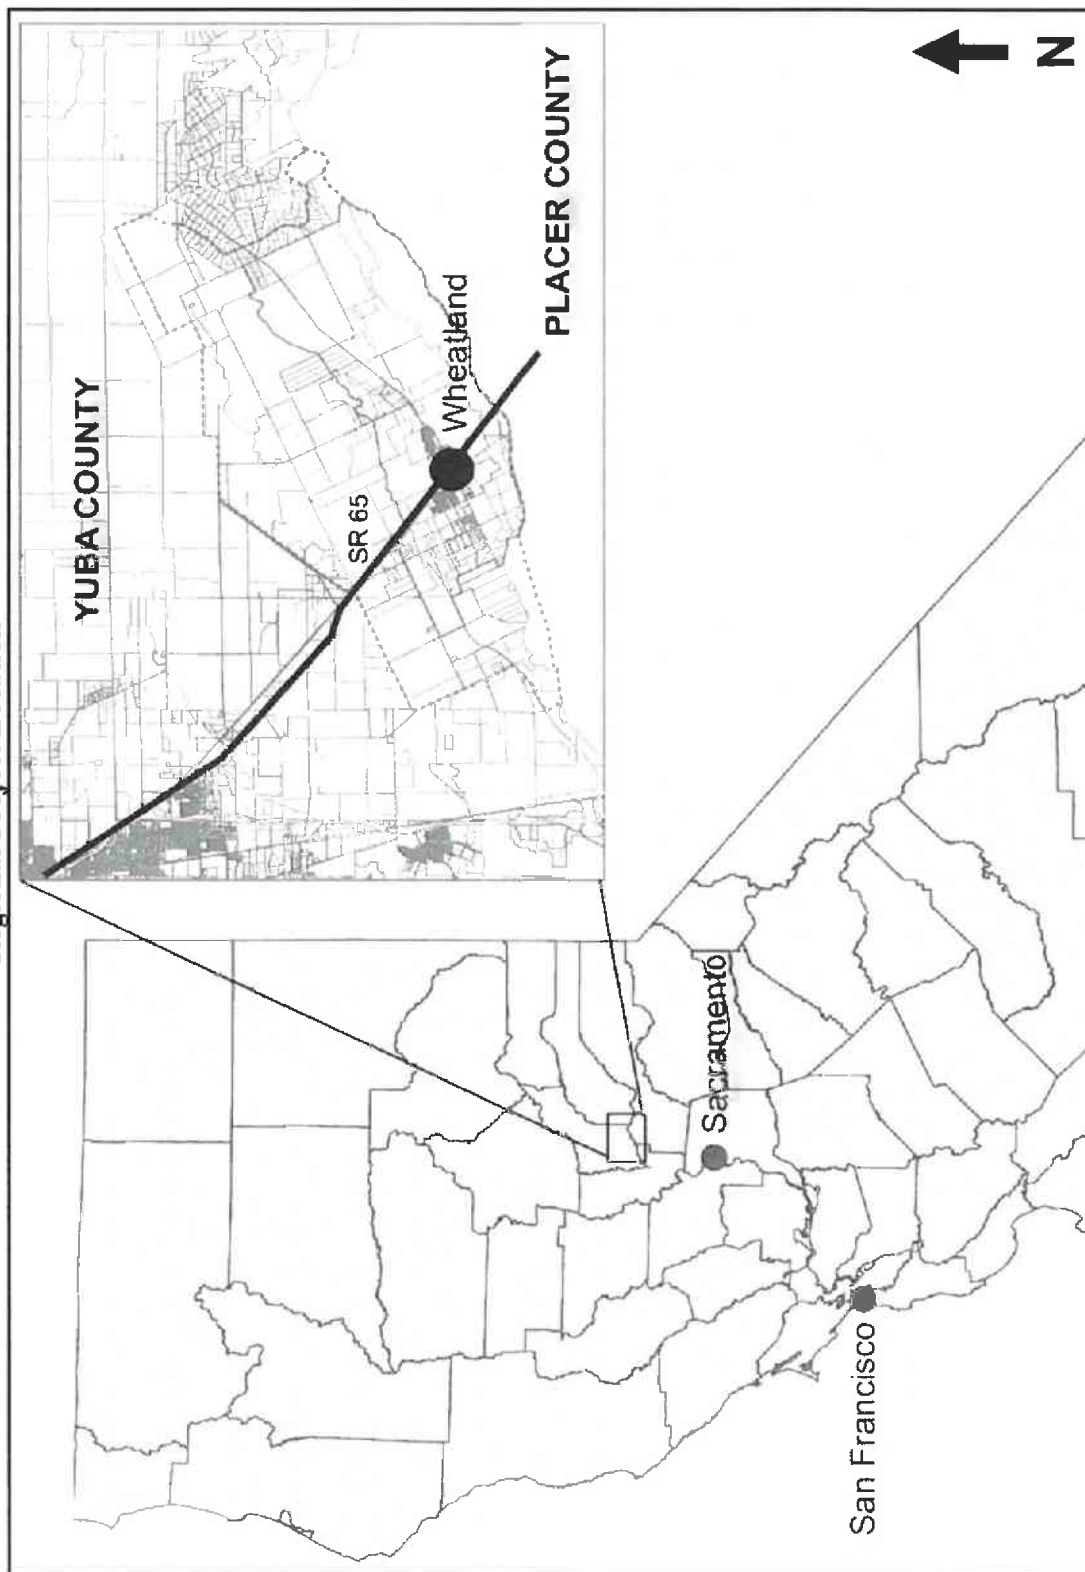 YUBA COUNTY
SR 65
Wheatland
PLACER COUNTY
N
Sacramento
San Francisco